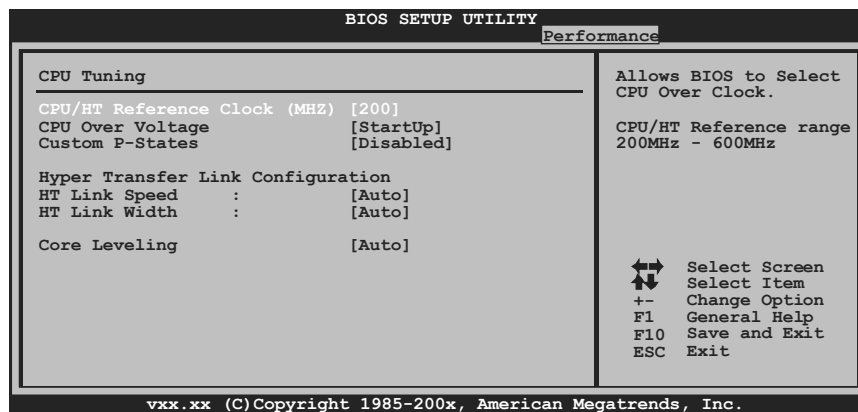 BIOS SETUP UTILITY
Performance
CPU Tuning
CPU/HT Reference Clock (MHZ) [200]
CPU Over Voltage [StartUp]
Custom P-States [Disabled]
Hyper Transfer Link Configuration
HT Link Speed : [Auto]
HT Link Width : [Auto]
Core Leveling [Auto]
Allows BIOS to Select
CPU Over Clock.
CPU/HT Reference range
200MHz - 600MHz
Select Screen
Select Item
+- Change Option
F1 General Help
F10 Save and Exit
ESC Exit
vxx.xx (C)Copyright 1985-200x, American Megatrends, Inc.